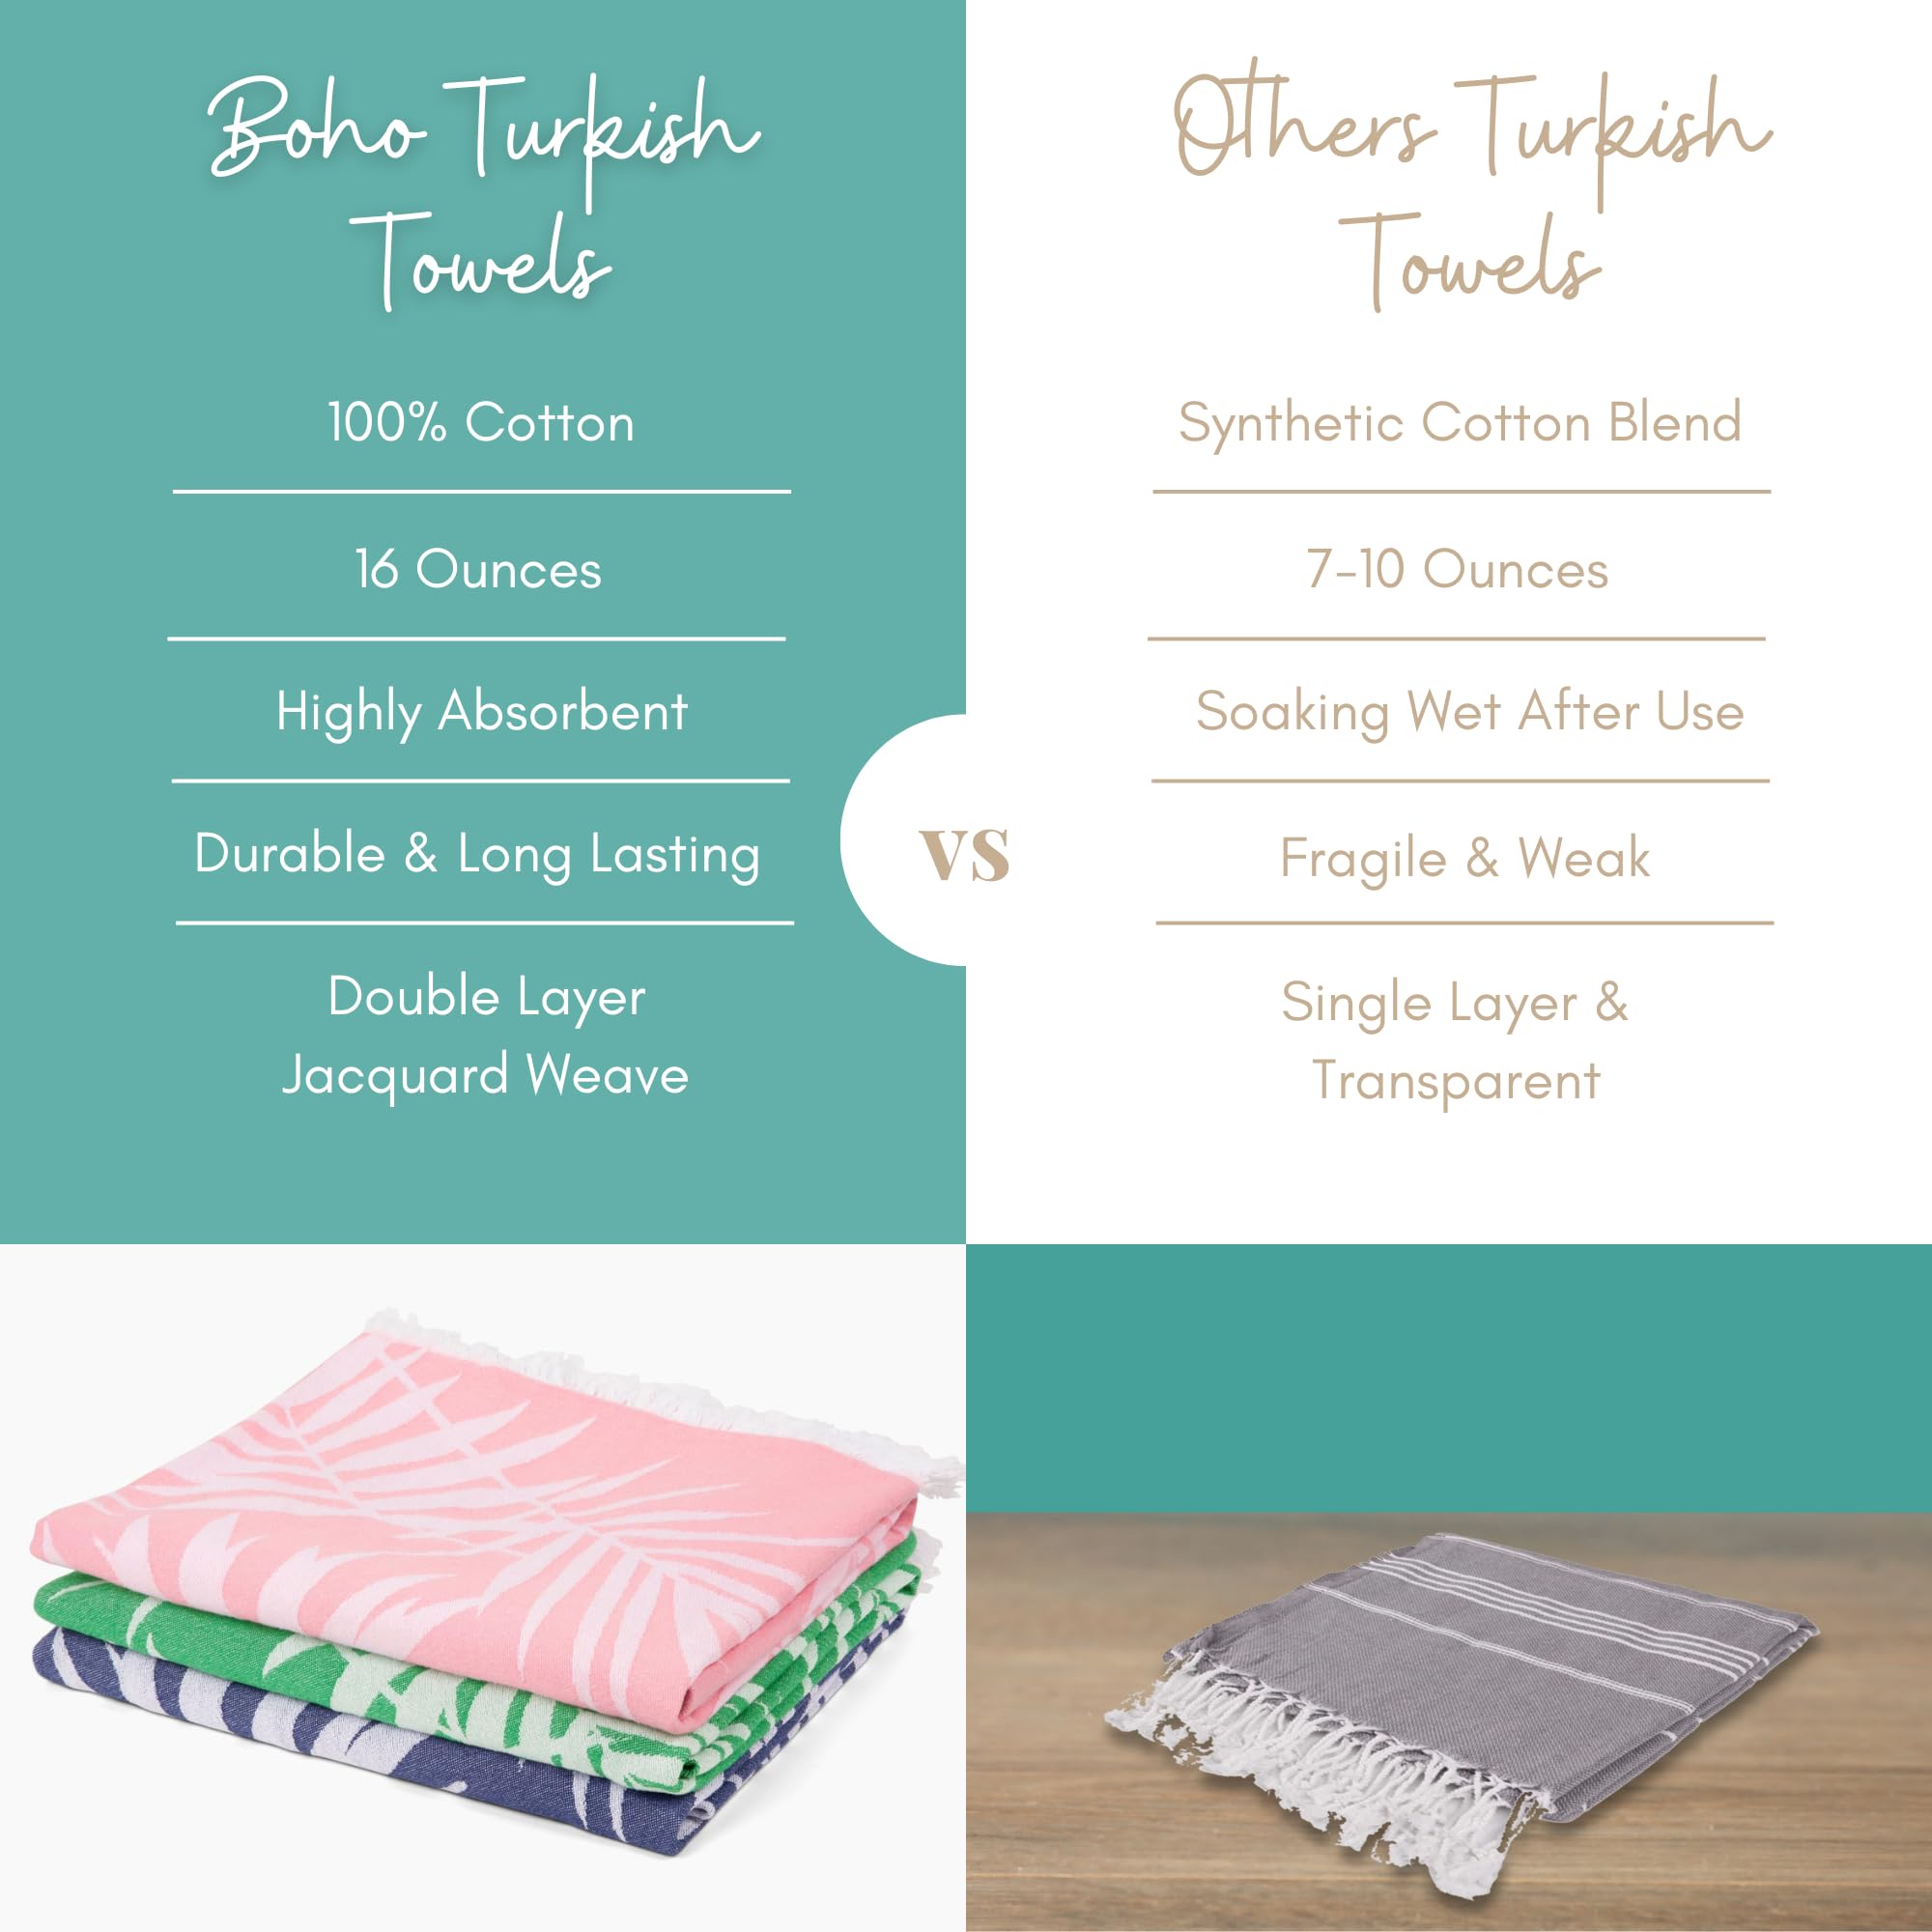 Boho Turkish
Towels
100% Cotton
16 Ounces
Highly Absorbent
Durable & Long Lasting
Double Layer
Jacquard Weave
vs
Others Turkish
Towels
Synthetic Cotton Blend
7-10 Ounces
Soaking Wet After Use
Fragile & Weak
Single Layer &
Transparent